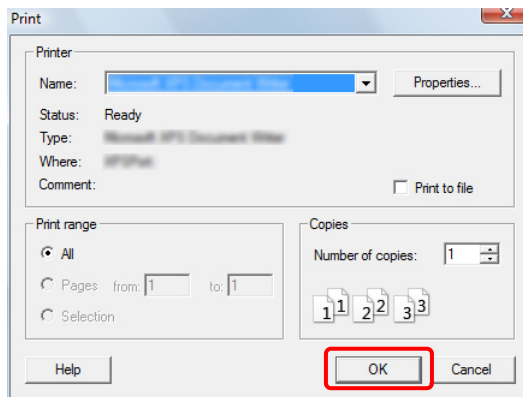 Print
Printer
Name: Properties...
Status: Ready
Type:
Where:
Comment: Print to file
Print range
All
Pages from: 1 to: 1
Selection
Copies
Number of copies: 1
1 1 2 2 3 3
Help OK Cancel